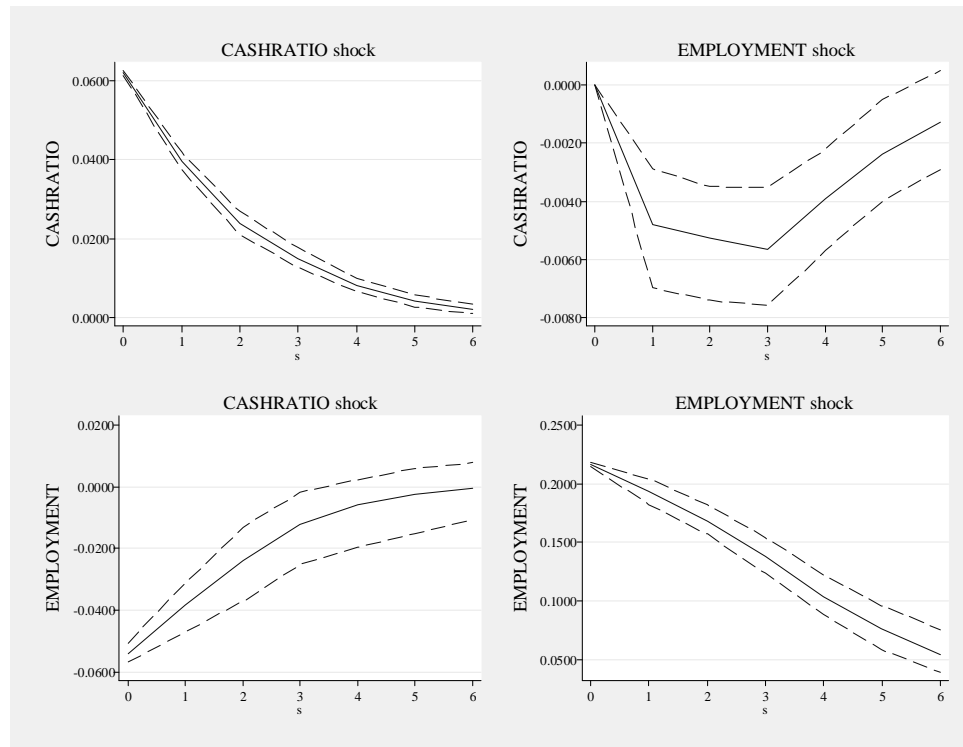 CASHRATIO shock
CASHRATIO
0.0600
0.0400
0.0200
0.0000
0 1 2 3 4 5 6
s
EMPLOYMENT shock
CASHRATIO
0.0000
-0.0020
-0.0040
-0.0060
-0.0080
0 1 2 3 4 5 6
s
CASHRATIO shock
EMPLOYMENT
0.0200
0.0000
-0.0200
-0.0400
-0.0600
0 1 2 3 4 5 6
s
EMPLOYMENT shock
EMPLOYMENT
0.2500
0.2000
0.1500
0.1000
0.0500
0 1 2 3 4 5 6
s